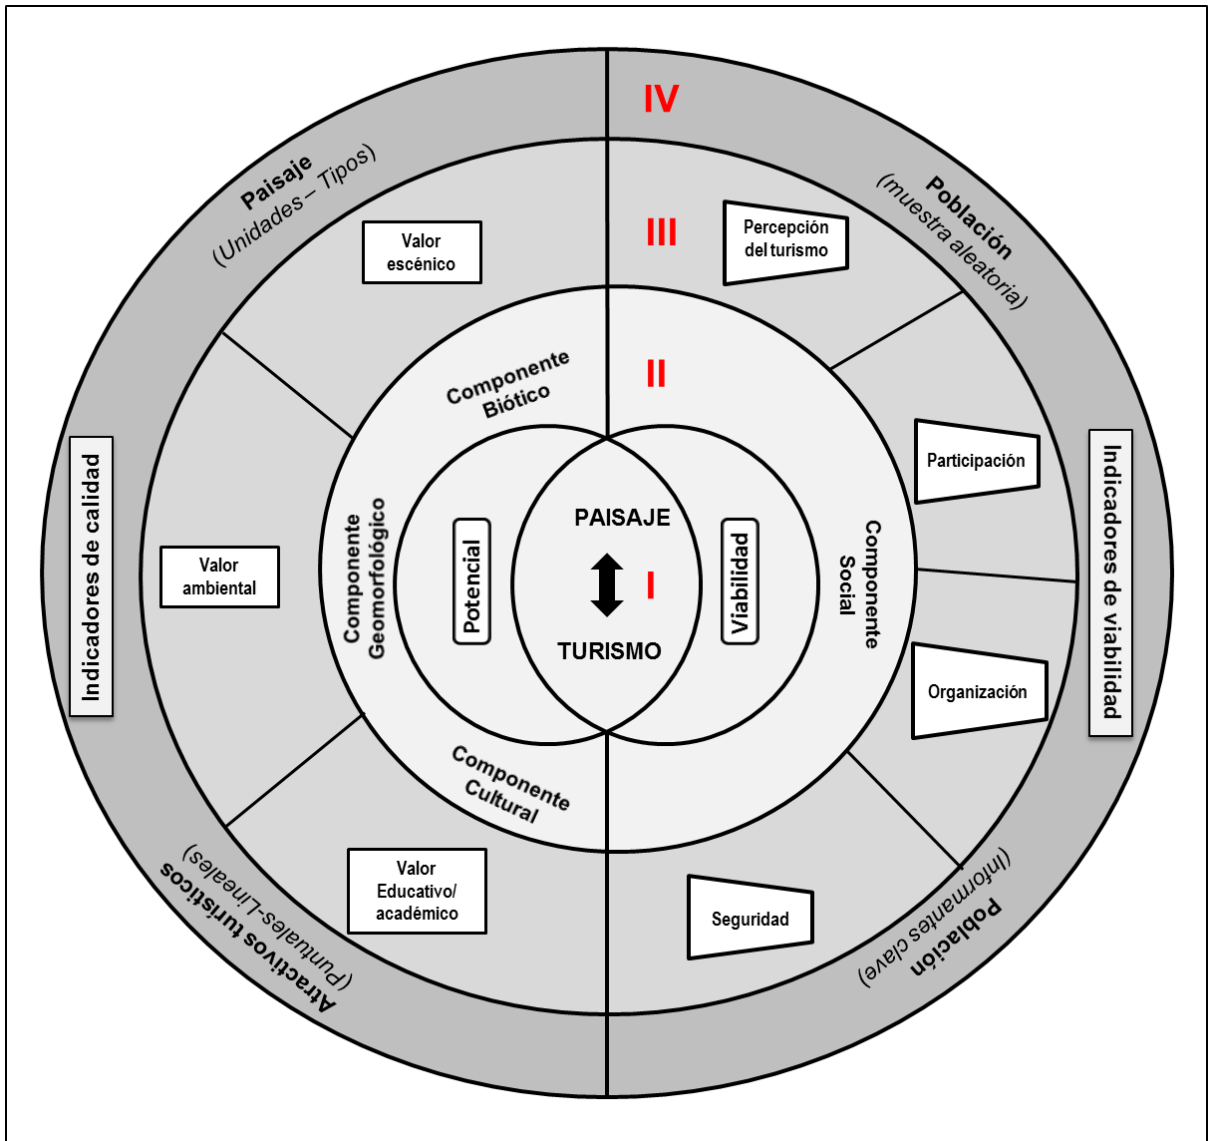 IV
Paisaje
(Unidades – Tipos)
Población
(muestra aleatoria)
III
Valor
escénico
Percepción
del turismo
II
Componente
Biótico
Indicadores de calidad
Valor
ambiental
Componente
Geomorfológico
Potencial
PAISAJE
I
TURISMO
Viabilidad
Componente
Social
Participación
Organización
Indicadores de viabilidad
Componente
Cultural
Valor
Educativo/
académico
Seguridad
Atractivos turísticos
(Puntuales-Lineales)
Población
(Informantes clave)